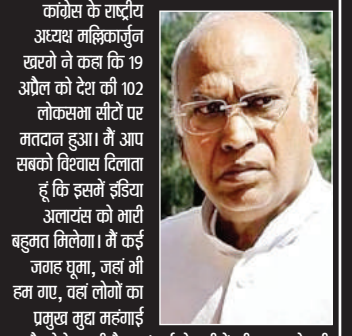 कांग्रेस के राष्ट्रीय
अध्यक्ष मल्लिकार्जुन
खरगे ने कहा कि 19
अप्रैल को देश की 102
लोकसभा सीटों पर
मतदान हुआ। मैं आप
सबको विश्वास दिलाता
हूं कि इसमें इंडिया
अलायंस को भारी
बहुमत मिलेगा। मैं कई
जगह घूमा, जहां भी
हम गए, वहां लोगों का
प्रमुख मुद्दा महंगाई